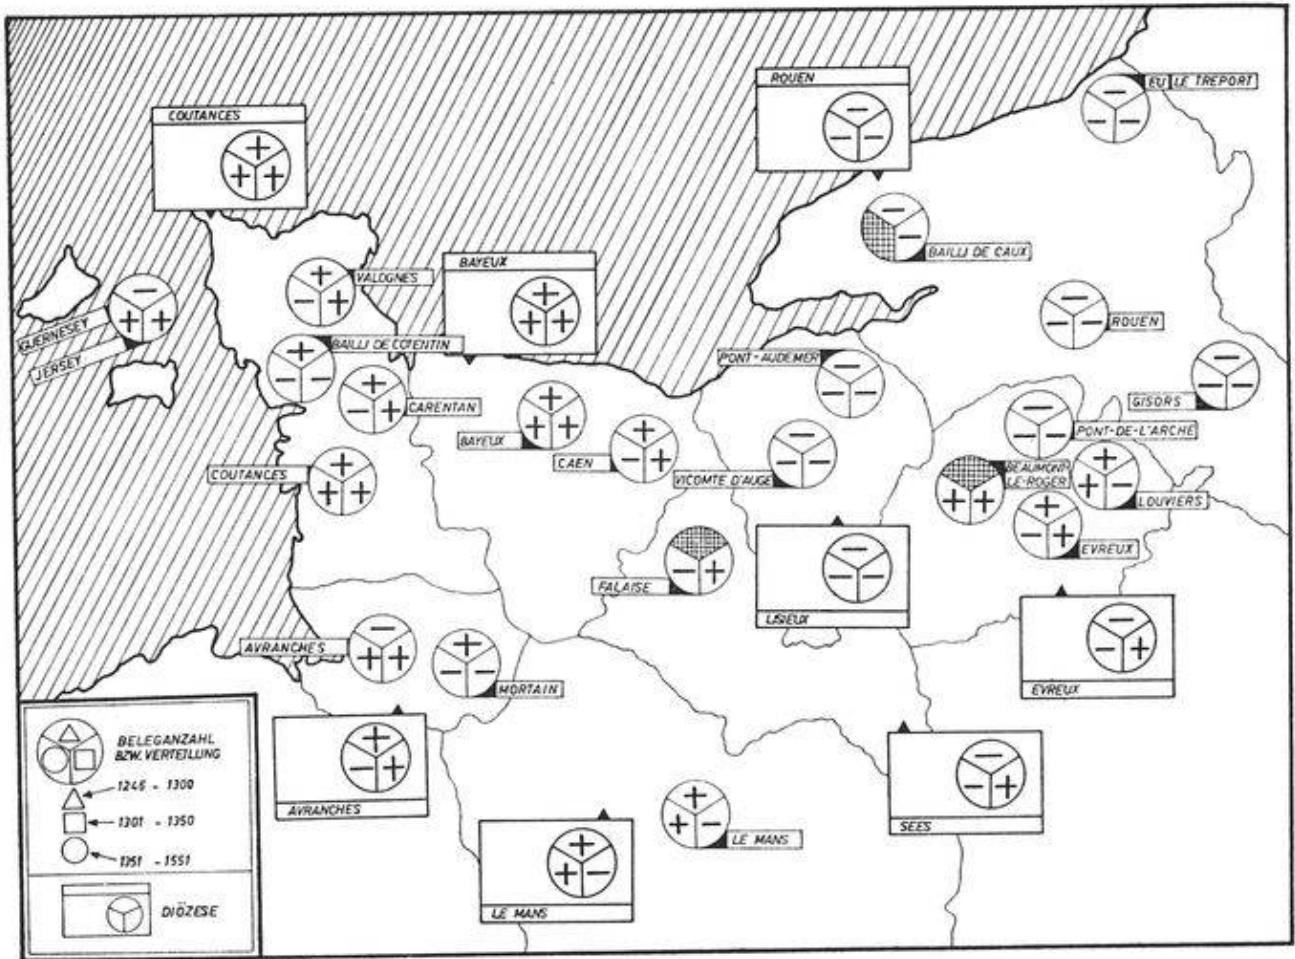 ROUEN
EU LE TREPORT
COUTANCES
BAILLI DE CAUX
BAYEUX
VALOGNES
GUERNESEY
JERSEY
BAILLI DE COTENTIN
ROUEN
PONT-AUDEMER
CARENTAN
GISORS
BAYEUX
PONT-DE-L'ARCHE
CAEN
COUTANCES
VICOMTE D'AUGE
BEAUMONT-
LE-ROGER
LOUVIERS
EVREUX
FALAISE
LISIEUX
AVRANCHES
MORTAIN
EVREUX
AVRANCHES
SEES
LE MANS
LE MANS
BELEGANZAHL
BZW. VERTEILUNG
1246 - 1300
1301 - 1350
1351 - 1551
DIÖZESE